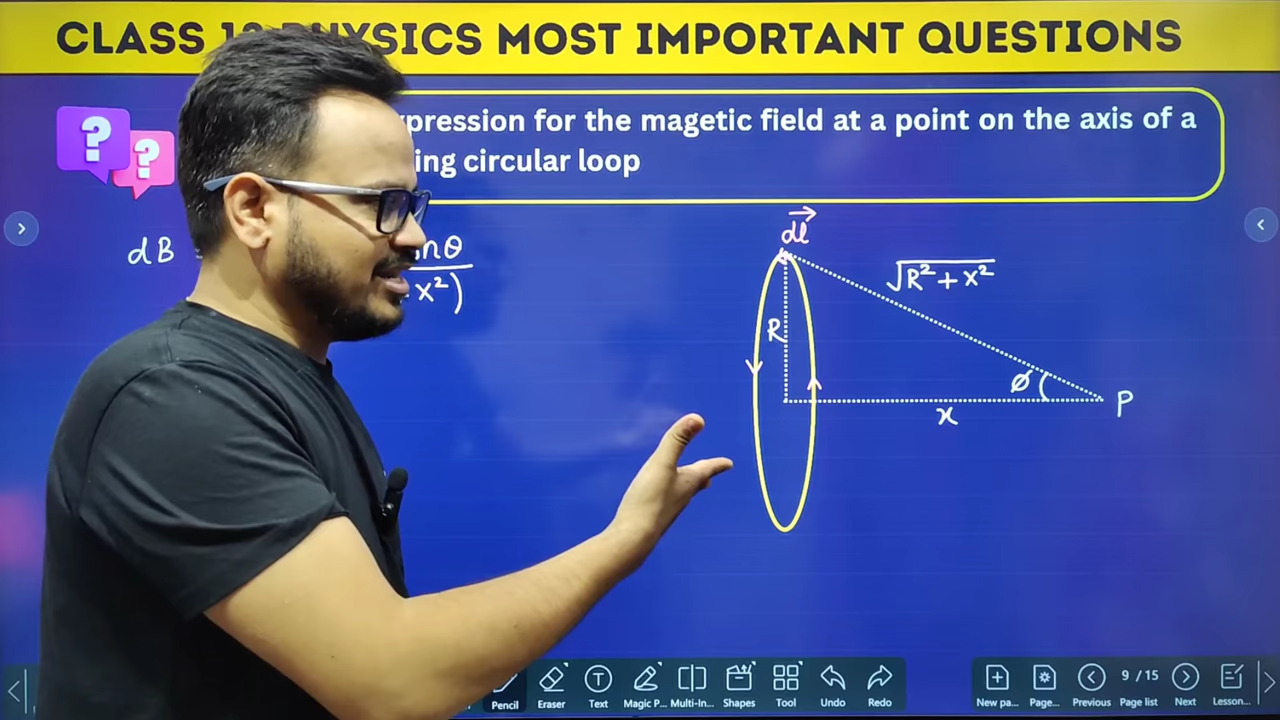 CLASS 12 PHYSICS MOST IMPORTANT QUESTIONS
? ?
expression for the magetic field at a point on the axis of a
ing circular loop
dB
inθ
x²)
dl
√R² + x²
R
ϕ
x
P
Pencil Eraser Text Magic P... Multi-In... Shapes Tool Undo Redo New pa... Page... Previous 9 / 15 Page list Next Lesson...